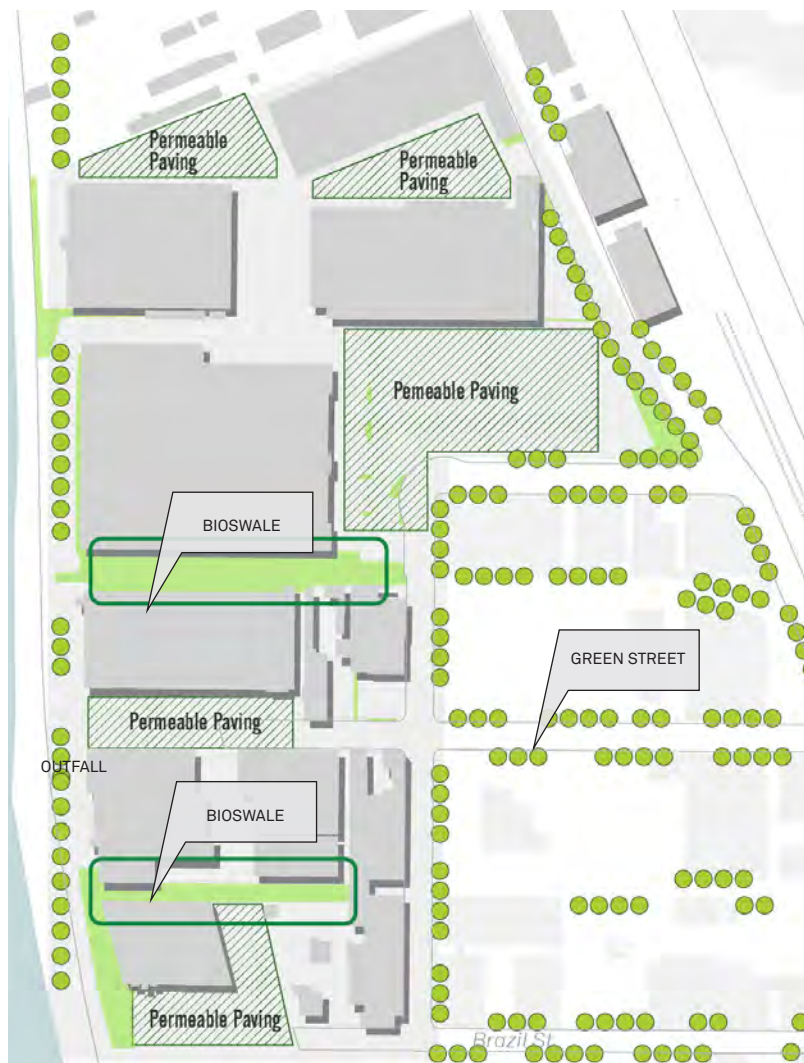 Permeable
Paving
Permeable
Paving
Pemeable Paving
BIOSWALE
GREEN STREET
Permeable Paving
OUTFALL
BIOSWALE
Permeable Paving
Brazil St